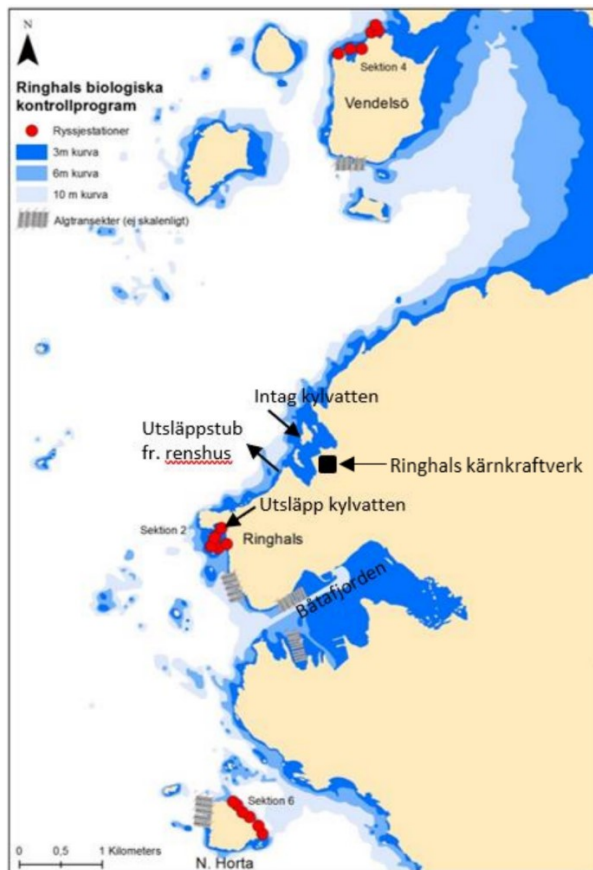 N
Ringhals biologiska
kontrollprogram
Ryssjestationer
3m kurva
6m kurva
10 m kurva
Algtransekter (ej skalenligt)
Sektion 4
Vendelsö
Intag kylvatten
Utsläppstub
fr. renshus
Ringhals kärnkraftverk
Utsläpp kylvatten
Sektion 2
Ringhals
Båtafjorden
Sektion 6
N. Horta
0 0,5 1 Kilometers